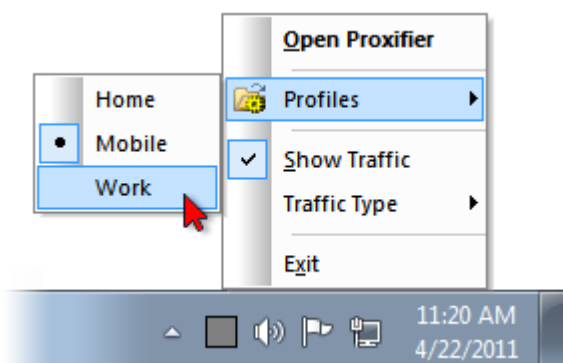 Open Proxifier
Profiles
Home
Mobile
Work
Show Traffic
Traffic Type
Exit
11:20 AM
4/22/2011